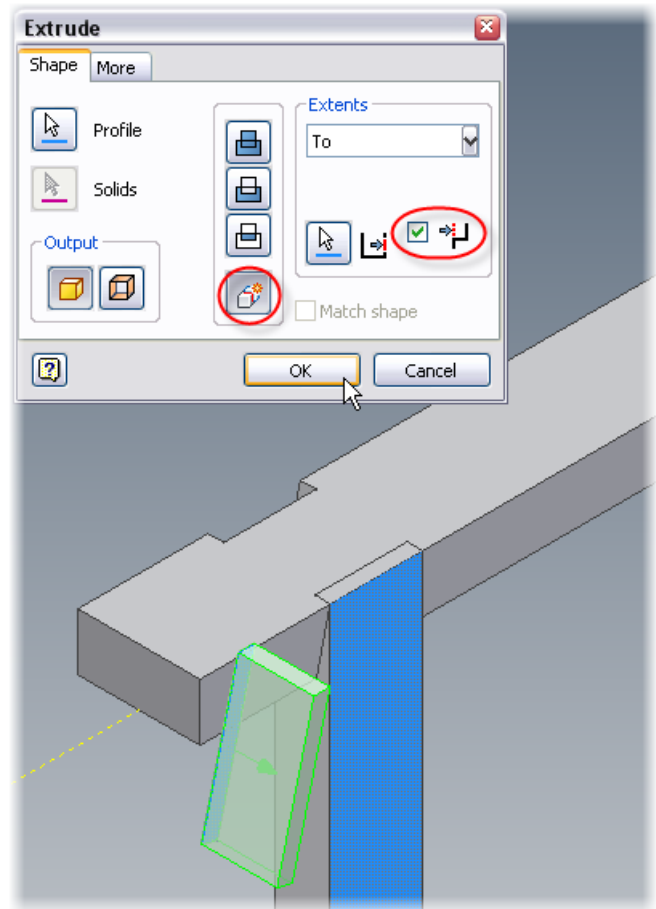 Extrude
Shape More
Profile
Solids
Output
Extents
To
Match shape
OK Cancel